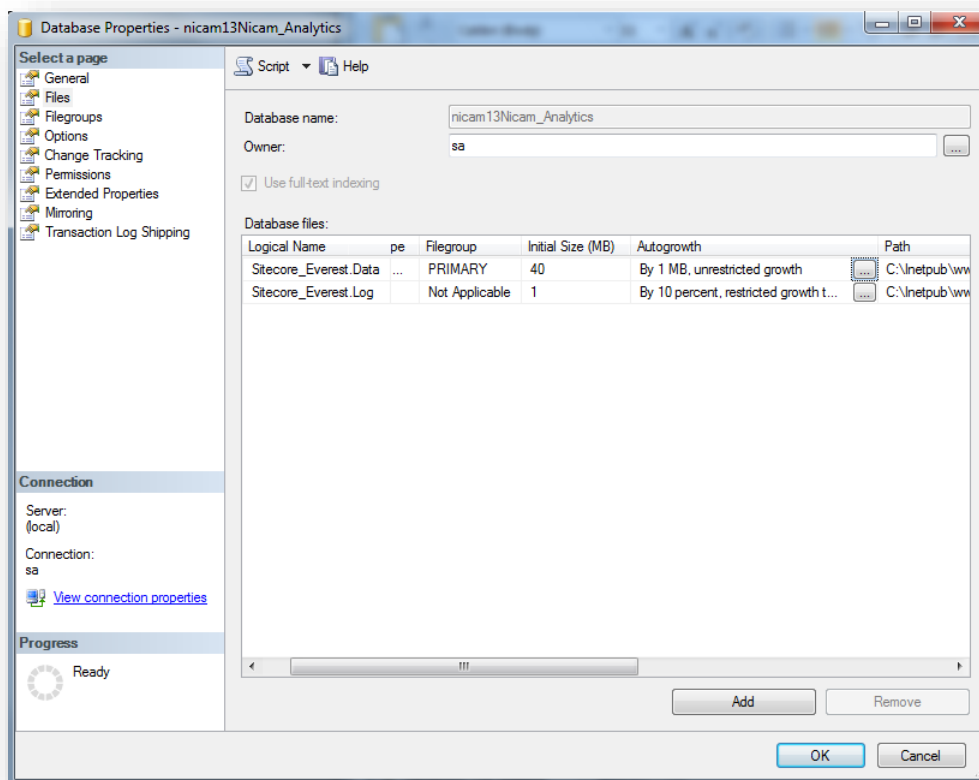 Database Properties - nicam13Nicam_Analytics
Select a page
General
Files
Filegroups
Options
Change Tracking
Permissions
Extended Properties
Mirroring
Transaction Log Shipping
Script Help
Database name: nicam13Nicam_Analytics
Owner: sa ...
Use full-text indexing
Database files:
Logical Name pe Filegroup Initial Size (MB) Autogrowth Path
Sitecore_Everest.Data ... PRIMARY 40 By 1 MB, unrestricted growth ... C:\Inetpub\ww
Sitecore_Everest.Log Not Applicable 1 By 10 percent, restricted growth t... ... C:\Inetpub\ww
Connection
Server:
(local)
Connection:
sa
View connection properties
Progress
Ready
Add Remove
OK Cancel